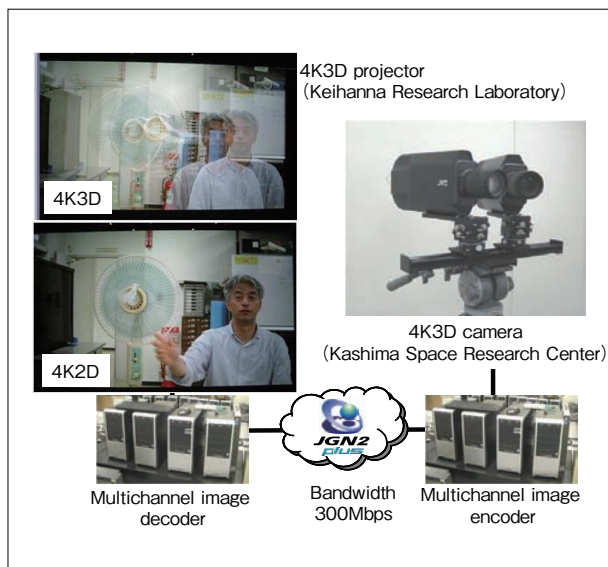 4K3D projector
(Keihanna Research Laboratory)
4K3D
JVC
4K2D
4K3D camera
(Kashima Space Research Center)
JGN2
plus
Multichannel image
decoder
Bandwidth
300Mbps
Multichannel image
encoder